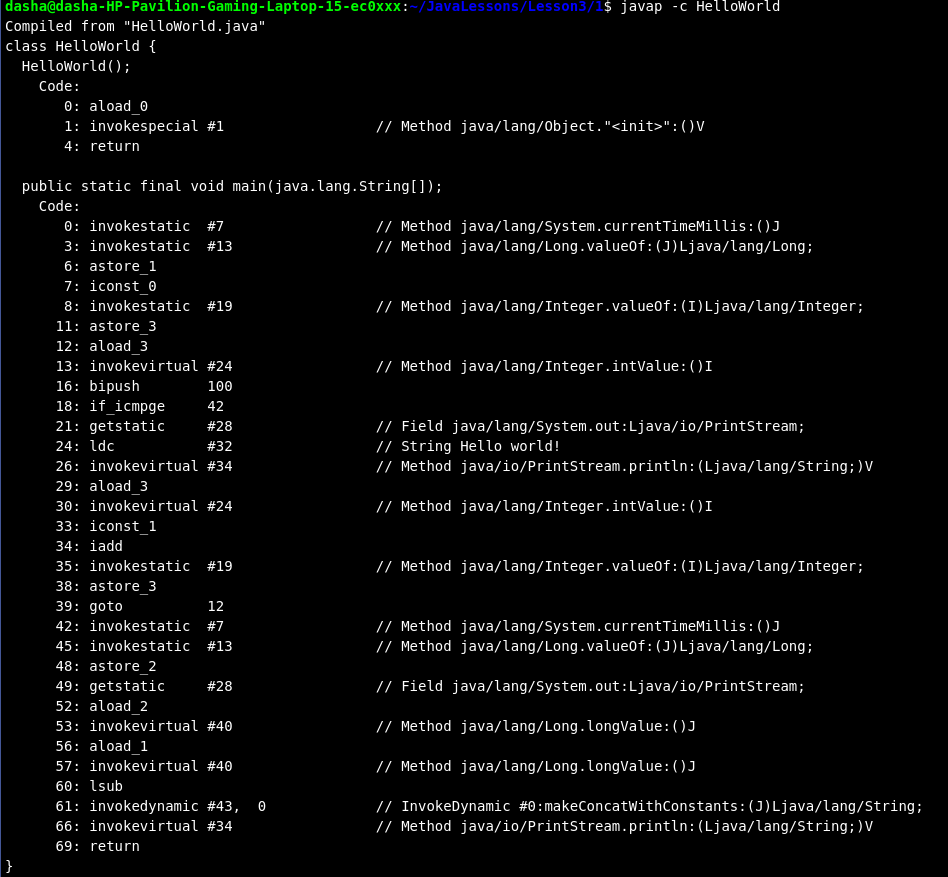 dasha@dasha-HP-Pavilion-Gaming-Laptop-15-ec0xxx:~/JavaLessons/Lesson3/1$ javap -c HelloWorld
Compiled from "HelloWorld.java"
class HelloWorld {
  HelloWorld();
    Code:
       0: aload_0
       1: invokespecial #1                  // Method java/lang/Object."<init>":()V
       4: return

  public static final void main(java.lang.String[]);
    Code:
       0: invokestatic  #7                  // Method java/lang/System.currentTimeMillis:()J
       3: invokestatic  #13                 // Method java/lang/Long.valueOf:(J)Ljava/lang/Long;
       6: astore_1
       7: iconst_0
       8: invokestatic  #19                 // Method java/lang/Integer.valueOf:(I)Ljava/lang/Integer;
      11: astore_3
      12: aload_3
      13: invokevirtual #24                 // Method java/lang/Integer.intValue:()I
      16: bipush        100
      18: if_icmpge     42
      21: getstatic     #28                 // Field java/lang/System.out:Ljava/io/PrintStream;
      24: ldc           #32                 // String Hello world!
      26: invokevirtual #34                 // Method java/io/PrintStream.println:(Ljava/lang/String;)V
      29: aload_3
      30: invokevirtual #24                 // Method java/lang/Integer.intValue:()I
      33: iconst_1
      34: iadd
      35: invokestatic  #19                 // Method java/lang/Integer.valueOf:(I)Ljava/lang/Integer;
      38: astore_3
      39: goto          12
      42: invokestatic  #7                  // Method java/lang/System.currentTimeMillis:()J
      45: invokestatic  #13                 // Method java/lang/Long.valueOf:(J)Ljava/lang/Long;
      48: astore_2
      49: getstatic     #28                 // Field java/lang/System.out:Ljava/io/PrintStream;
      52: aload_2
      53: invokevirtual #40                 // Method java/lang/Long.longValue:()J
      56: aload_1
      57: invokevirtual #40                 // Method java/lang/Long.longValue:()J
      60: lsub
      61: invokedynamic #43,  0             // InvokeDynamic #0:makeConcatWithConstants:(J)Ljava/lang/String;
      66: invokevirtual #34                 // Method java/io/PrintStream.println:(Ljava/lang/String;)V
      69: return
}